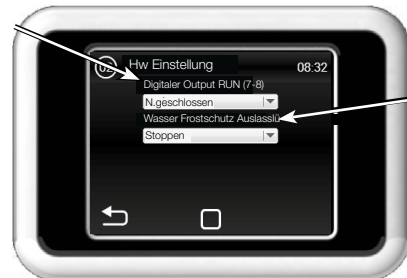 02 Hw Einstellung 08:32
Digitaler Output RUN (7-8)
N.geschlossen
Wasser Frostschutz Auslasslü
Stoppen